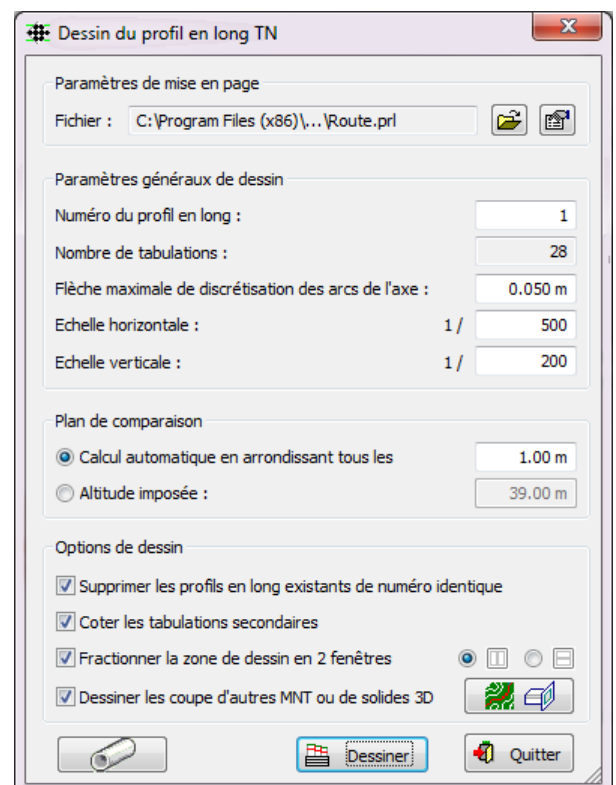 Dessin du profil en long TN
Paramètres de mise en page
Fichier : C:\Program Files (x86)\...\Route.prl
Paramètres généraux de dessin
Numéro du profil en long : 1
Nombre de tabulations : 28
Flèche maximale de discrétisation des arcs de l'axe : 0.050 m
Echelle horizontale : 1 / 500
Echelle verticale : 1 / 200
Plan de comparaison
Calcul automatique en arrondissant tous les 1.00 m
Altitude imposée : 39.00 m
Options de dessin
Supprimer les profils en long existants de numéro identique
Coter les tabulations secondaires
Fractionner la zone de dessin en 2 fenêtres
Dessiner les coupe d'autres MNT ou de solides 3D
Dessiner Quitter